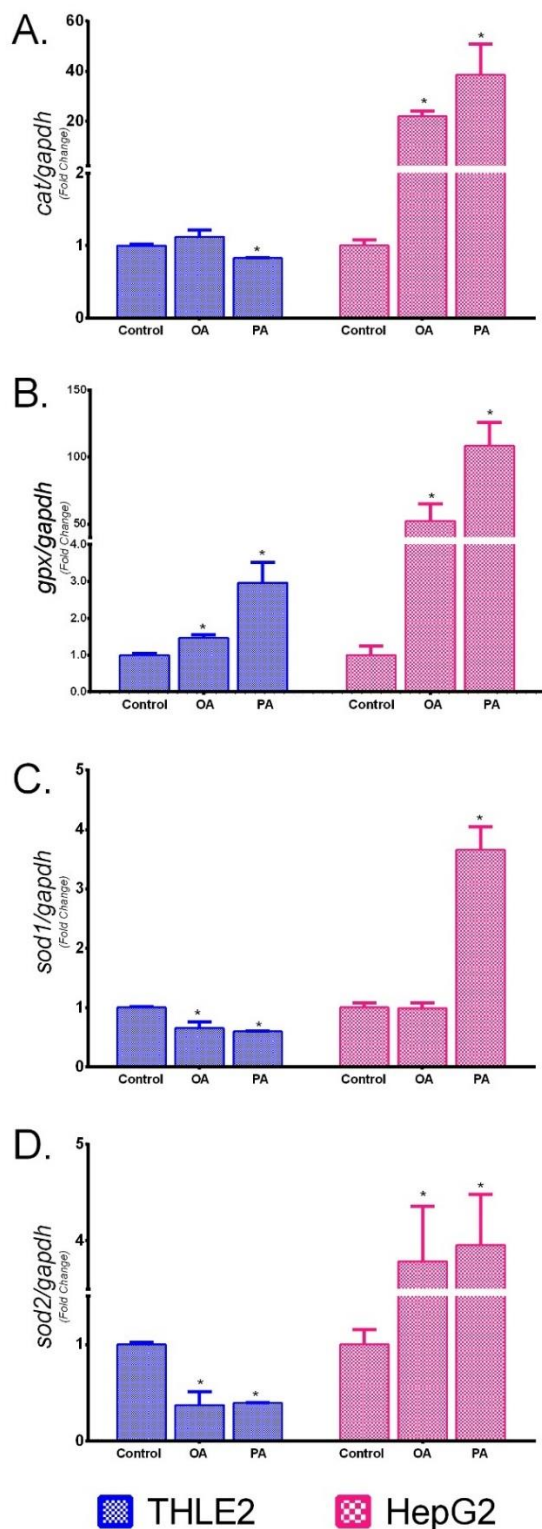 A.
cat/gapdh
(Fold Change)
60
40
20
2
1
0
*
*
*
Control OA PA Control OA PA
B.
gpx/gapdh
(Fold Change)
150
100
50
4.0
3.0
2.0
1.0
0.0
*
*
*
*
Control OA PA Control OA PA
C.
sod1/gapdh
(Fold Change)
5
4
3
2
1
0
*
*
*
Control OA PA Control OA PA
D.
sod2/gapdh
(Fold Change)
5
4
1
0
*
*
*
*
Control OA PA Control OA PA
THLE2 HepG2